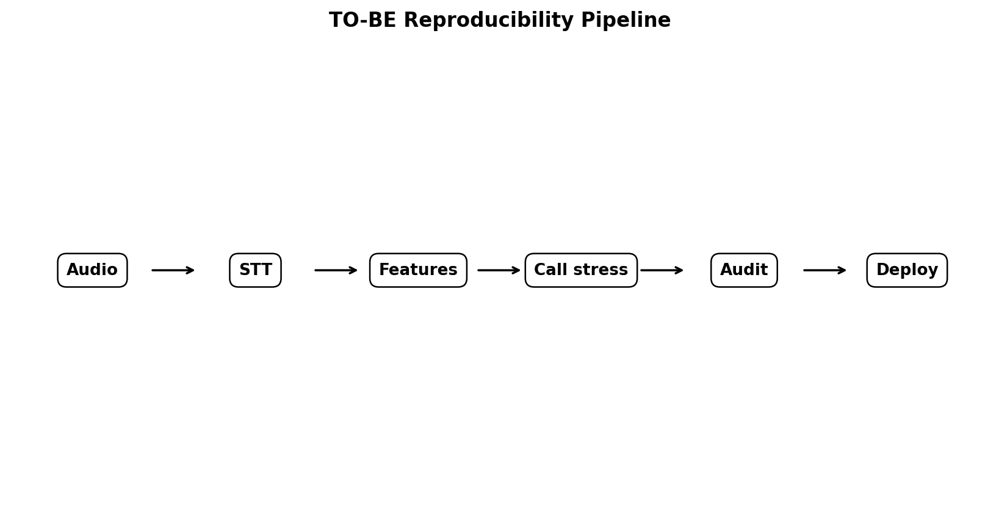 TO-BE Reproducibility Pipeline
Audio
STT
Features
Call stress
Audit
Deploy